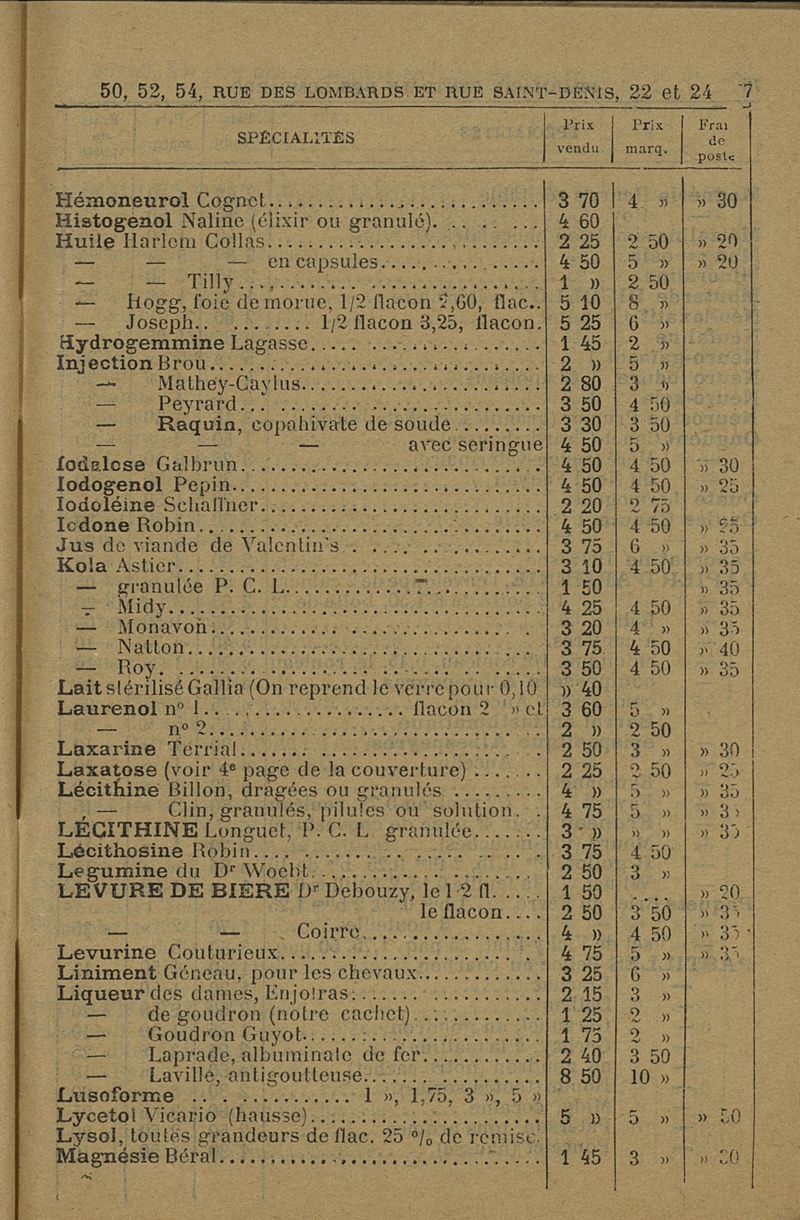 50, 52, 54, RUE DES LOMBARDS ET RUE SAINT-DENIS, 22 et 24 7
SPÉCIALITÉS Prix vendu Prix marq. Frai de poste
Hémoneurol Cognet.................... 3 70 4 » » 30
Histogenol Naline (élixir ou granulé)......... 4 60
Huile Harlem Collas.................... 2 25 2 50 » 20
— — — en capsules............ 4 50 5 » » 20
— — Tilly.................... 1 » 2 50
— Hogg, foie de morue, 1/2 flacon 2,60, flac.. 5 10 8 »
— Joseph.......... 1/2 flacon 3,25, flacon. 5 25 6 »
Hydrogemmine Lagasse.................... 1 45 2 »
Injection Brou.................... 2 » 5 »
— Mathey-Caylus.................... 2 80 3 »
— Peyrard.................... 3 50 4 50
— Raquin, copahivate de soude......... 3 30 3 50
— — — avec seringue 4 50 5 »
Iodalose Galbrun.................... 4 50 4 50 » 30
Iodogenol Pepin.................... 4 50 4 50 » 25
Iodoléine Schaffner.................... 2 20 2 75
Iodone Robin.................... 4 50 4 50 »
Jus de viande de Valentin's.............. 3 75 6 » » 35
Kola Astier.................... 3 10 4 50 » 35
— granulée P. C. L.................... 1 50 » 35
— Midy.................... 4 25 4 50 » 35
— Monavon.................... 3 20 4 » » 35
— Natton.................... 3 75 4 50 » 40
— Roy.................... 3 50 4 50 » 35
Lait stérilisé Gallia (On reprend le verre pour 0,10 » 40
Laurenol n° 1.................... flacon 2 » et 3 60 5 »
— n° 2.................... 2 » 2 50
Laxarine Terrial.................... 2 50 3 » » 30
Laxatose (voir 4e page de la couverture)....... 2 25 2 50 » 25
Lécithine Billon, dragées ou granulés......... 4 » 5 » » 35
— Clin, granulés, pilules ou solution. . 4 75 5 » »
LÉCITHINE Longuet, P. C. L granulée....... 3 » » » » 35
Lécithosine Robin.................... 3 75 4 50
Legumine du Dr Woebt.................... 2 50 3 »
LEVURE DE BIERE Dr Debouzy, le 1 2 fl..... 1 50 .... » 20
le flacon.... 2 50 3 50 »
— — Coirre.................... 4 » 4 50 » 35
Levurine Couturieux.................... 4 75 5 » »
Liniment Géneau, pour les chevaux............ 3 25 6 »
Liqueur des dames, Enjolras.................... 2 15 3 »
— de goudron (notre cachet)............ 1 25 2 »
— Goudron Guyot.................... 1 75 2 »
— Laprade, albuminate de fer............ 2 40 3 50
— Laville, antigoutteuse.................... 8 50 10 »
Lusoforme .............. 1 », 1,75, 3 », 5 »
Lycetol Vicario (hausse).................... 5 » 5 » »
Lysol, toutes grandeurs de flac. 25 % de remise.
Magnésie Béral.................... 1 45 3 » »